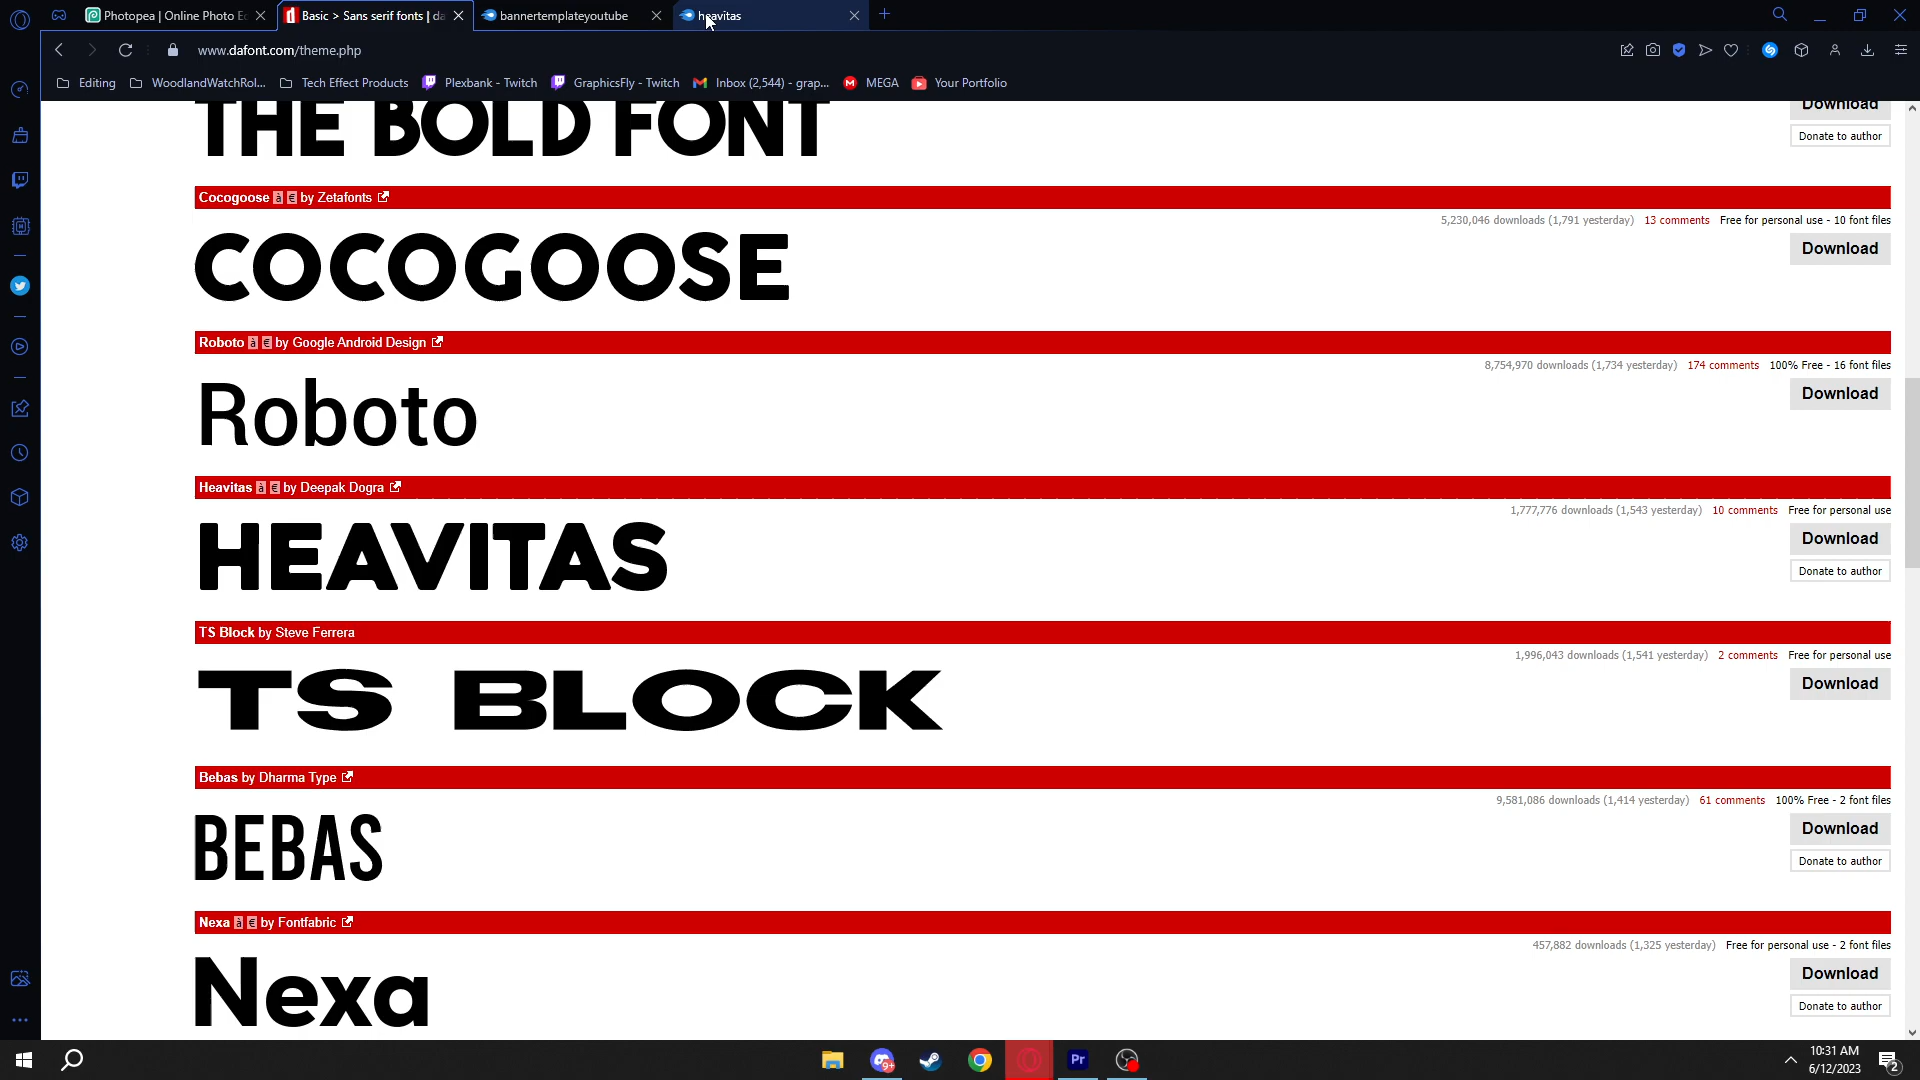 Photopea | Online Photo Ec
Basic > Sans serif fonts | da
bannertemplateyoutube
heavitas
www.dafont.com/theme.php
Editing
WoodlandWatchRol...
Tech Effect Products
Plexbank - Twitch
GraphicsFly - Twitch
Inbox (2,544) - grap...
MEGA
Your Portfolio
THE BOLD FONT
Download
Donate to author
Cocogoose à € by Zetafonts
5,230,046 downloads (1,791 yesterday) 13 comments Free for personal use - 10 font files
COCOGOOSE
Download
Roboto à € by Google Android Design
8,754,970 downloads (1,734 yesterday) 174 comments 100% Free - 16 font files
Roboto
Download
Heavitas à € by Deepak Dogra
1,777,776 downloads (1,543 yesterday) 10 comments Free for personal use
HEAVITAS
Download
Donate to author
TS Block by Steve Ferrera
1,996,043 downloads (1,541 yesterday) 2 comments Free for personal use
TS BLOCK
Download
Bebas by Dharma Type
9,581,086 downloads (1,414 yesterday) 61 comments 100% Free - 2 font files
BEBAS
Download
Donate to author
Nexa à € by Fontfabric
457,882 downloads (1,325 yesterday) Free for personal use - 2 font files
Nexa
Download
Donate to author
9+
Pr
10:31 AM
6/12/2023
2